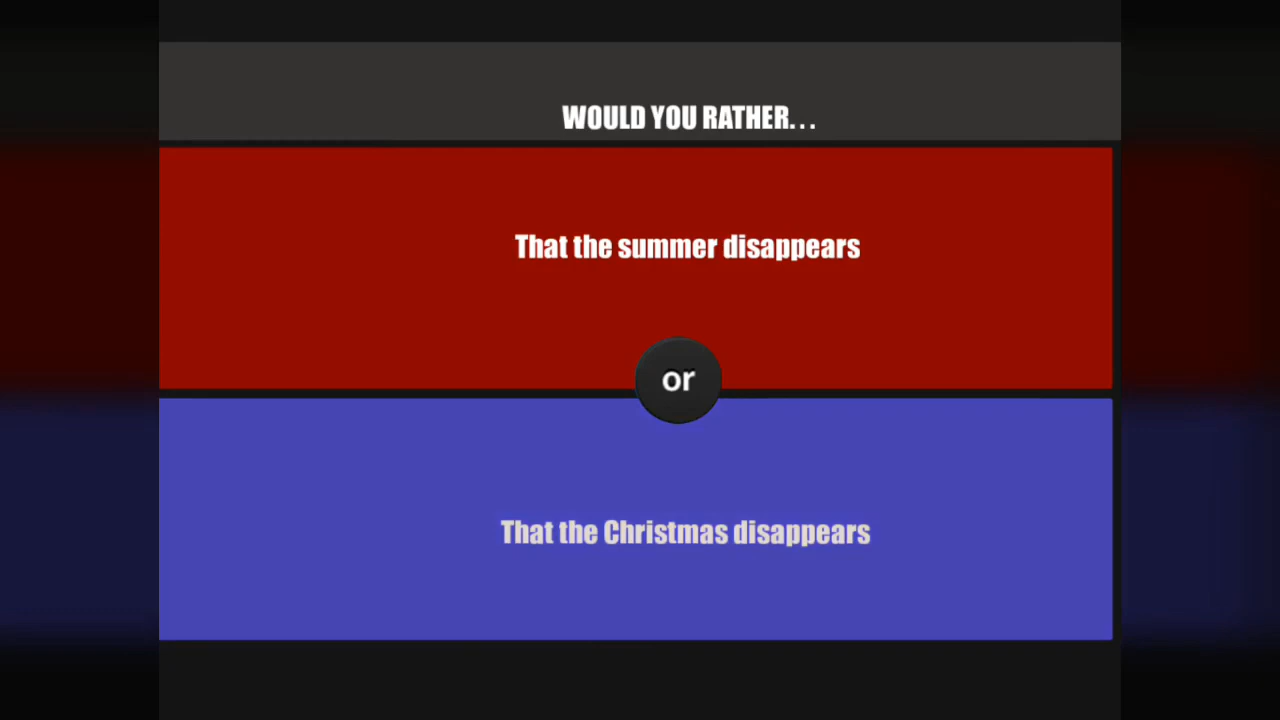 WOULD YOU RATHER...
That the summer disappears
or
That the Christmas disappears